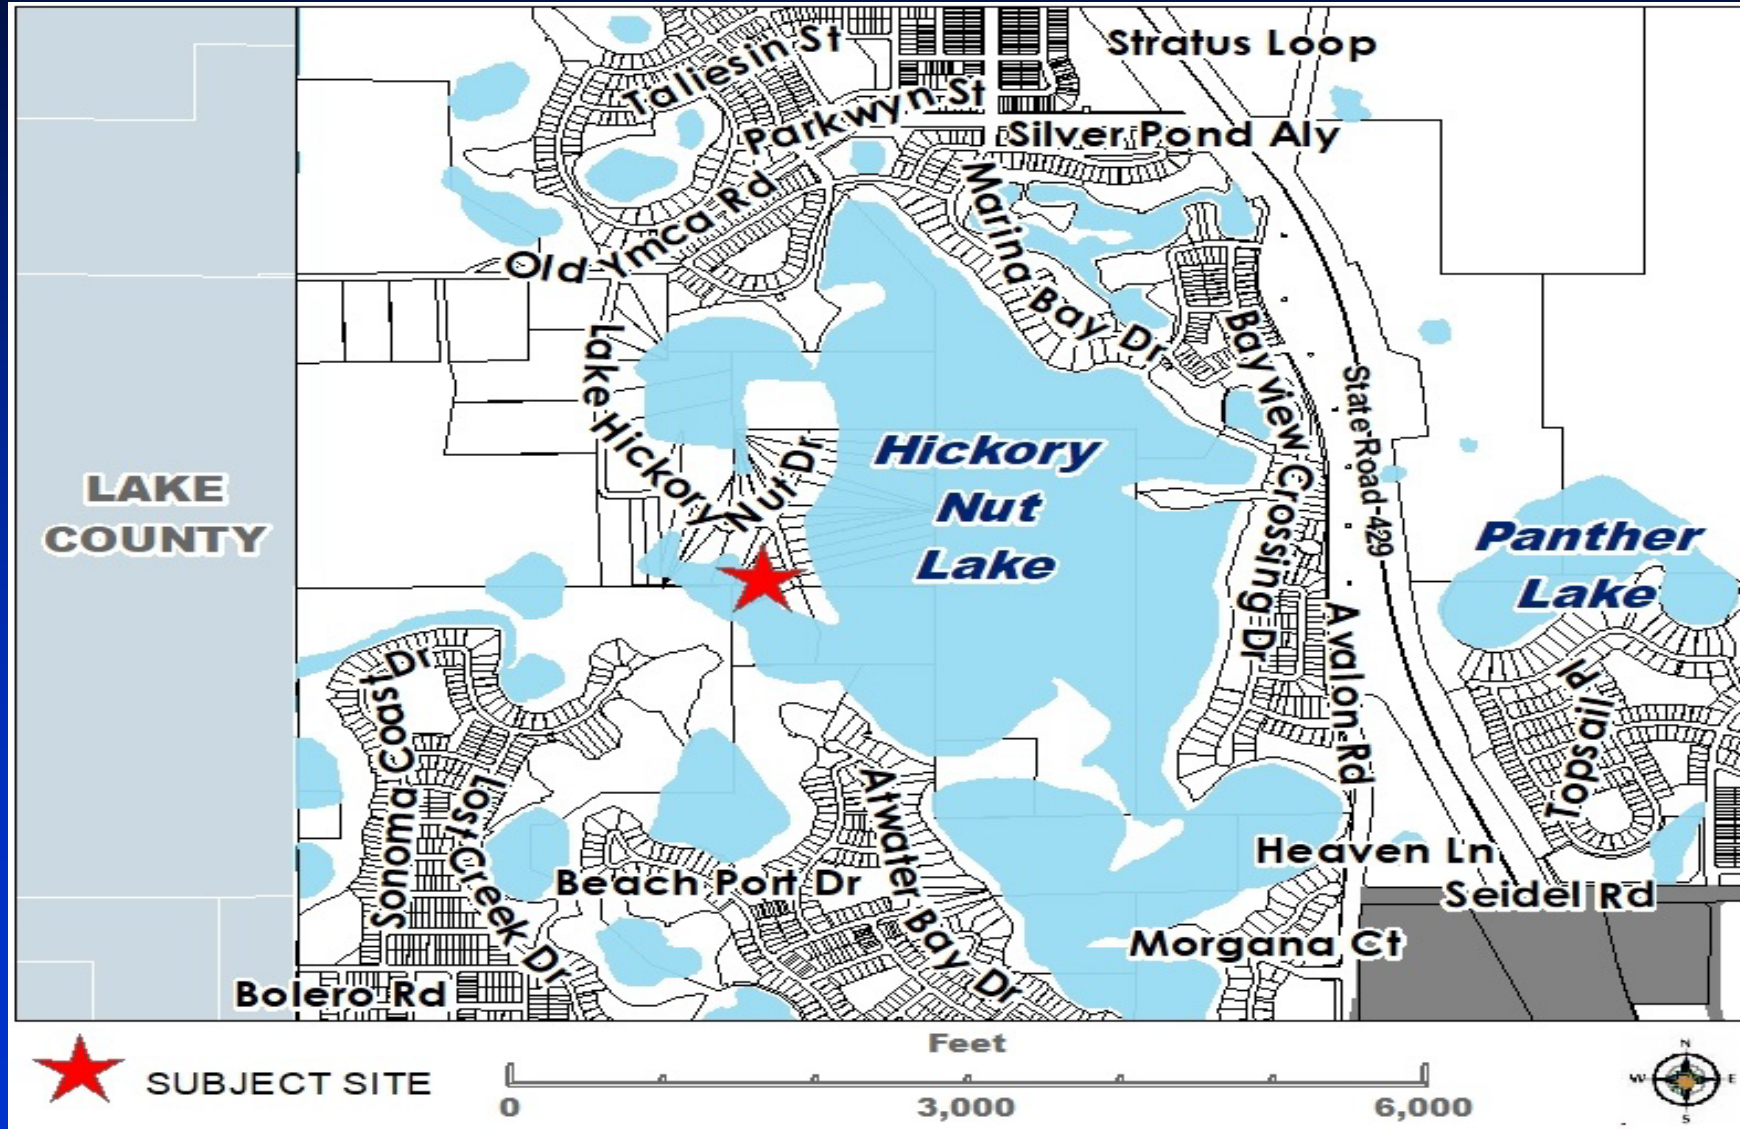 Stratus Loop
Taliesin St
Parkwyn St
Silver Pond Aly
Old Ymca Rd
Marina Bay Dr
Bayview Crossing Dr
State Road 429
Lake Hickory Nut Dr
Hickory
Nut
Lake
LAKE
COUNTY
Panther
Lake
Avalon Rd
Topsail Pl
Sonoma Coast Dr
Lost Creek Dr
Atwater Bay Dr
Beach Port Dr
Heaven Ln
Seidel Rd
Morgana Ct
Bolero Rd
SUBJECT SITE
Feet
0
3,000
6,000
N
W
E
S